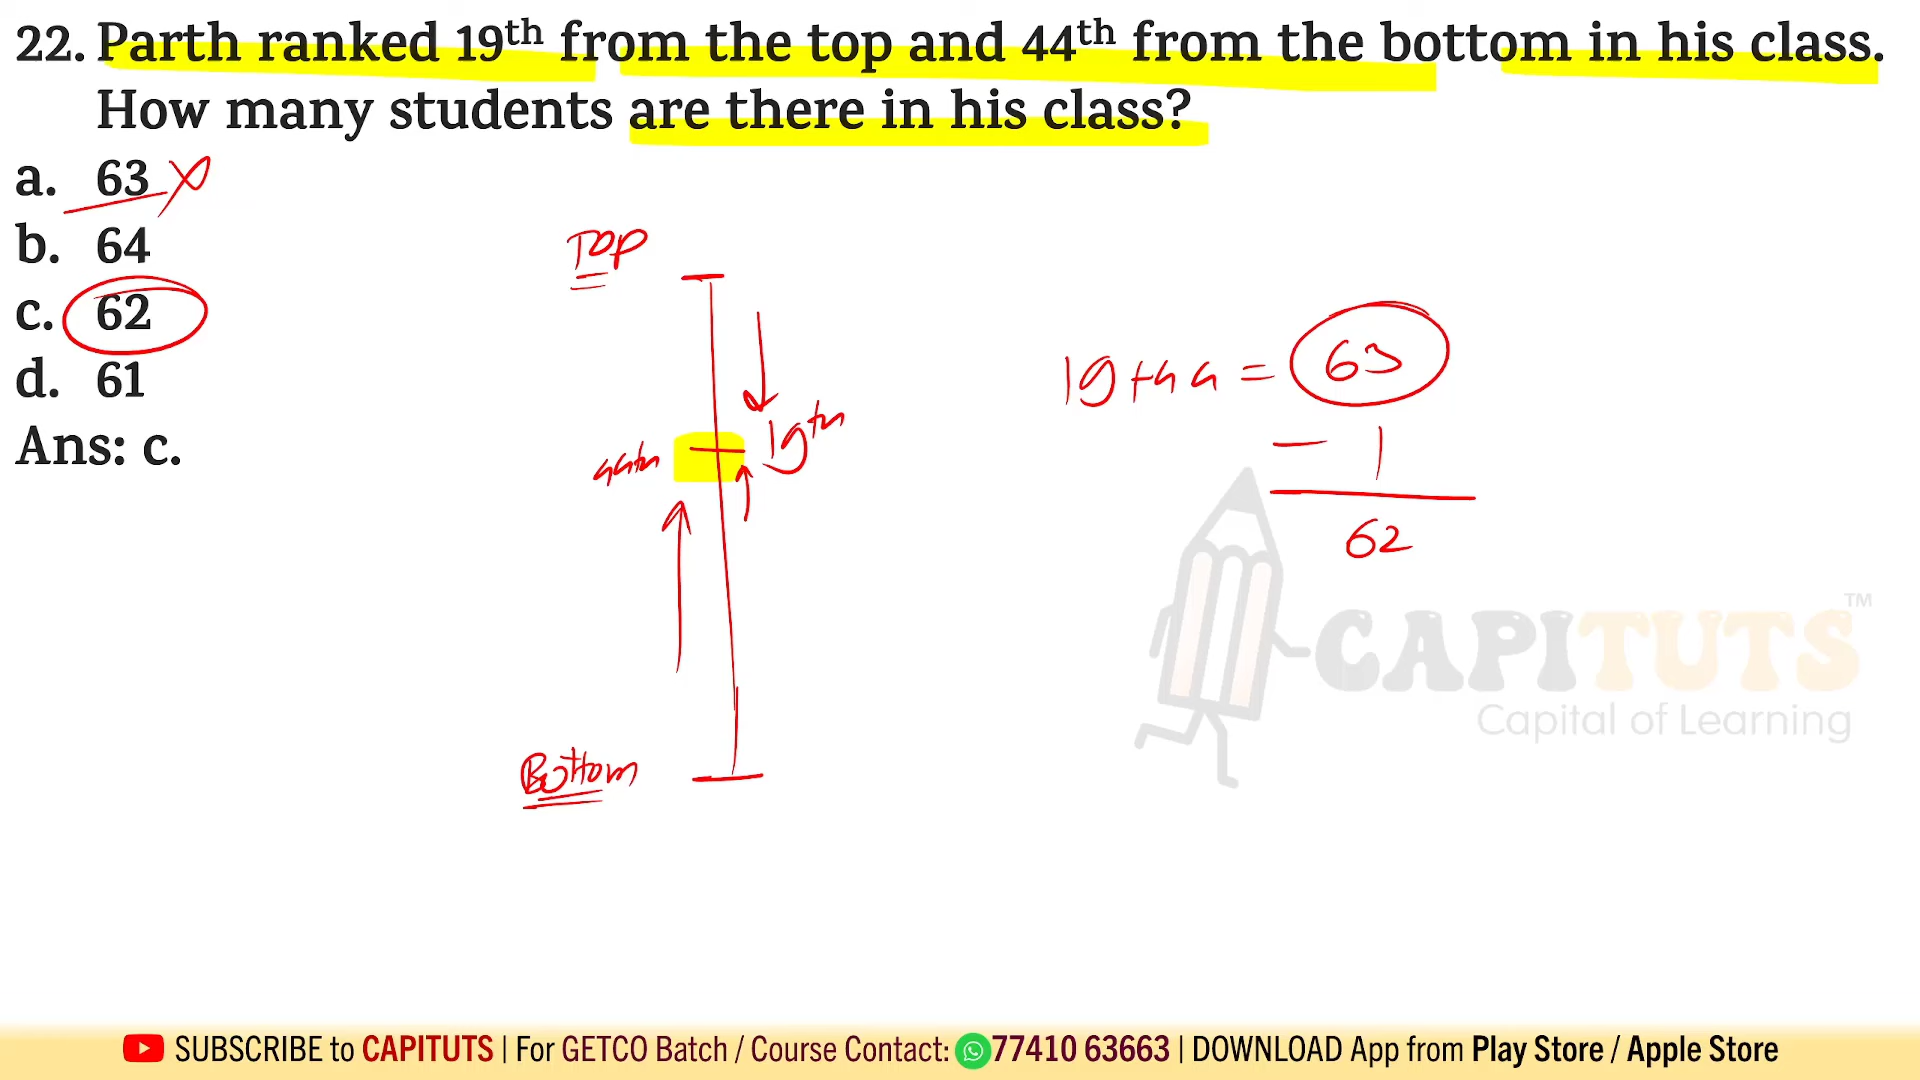 22. Parth ranked 19th from the top and 44th from the bottom in his class.
How many students are there in his class?
a. 63
b. 64
c. 62
d. 61
Ans: c.
TOP
19th
44th
Bottom
19+44 = 63
- 1
62
CAPITUTS TM
Capital of Learning
SUBSCRIBE to CAPITUTS | For GETCO Batch / Course Contact: 77410 63663 | DOWNLOAD App from Play Store / Apple Store